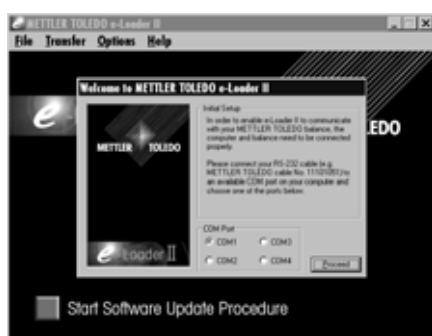 METTLER TOLEDO e-Loader II
File Transfer Options Help
Welcome to METTLER TOLEDO e-Loader II
METTLER TOLEDO
e-Loader II
Initial Setup
In order to enable e-Loader II to communicate
with your METTLER TOLEDO balance, the
computer and balance need to be connected
properly.
Please connect your RS-232 cable (e.g.
METTLER TOLEDO cable No. 11101051) to
an available COM port on your computer and
choose one of the ports below.
COM Port
COM1 COM3
COM2 COM4
Proceed
e
LEDO
Start Software Update Procedure